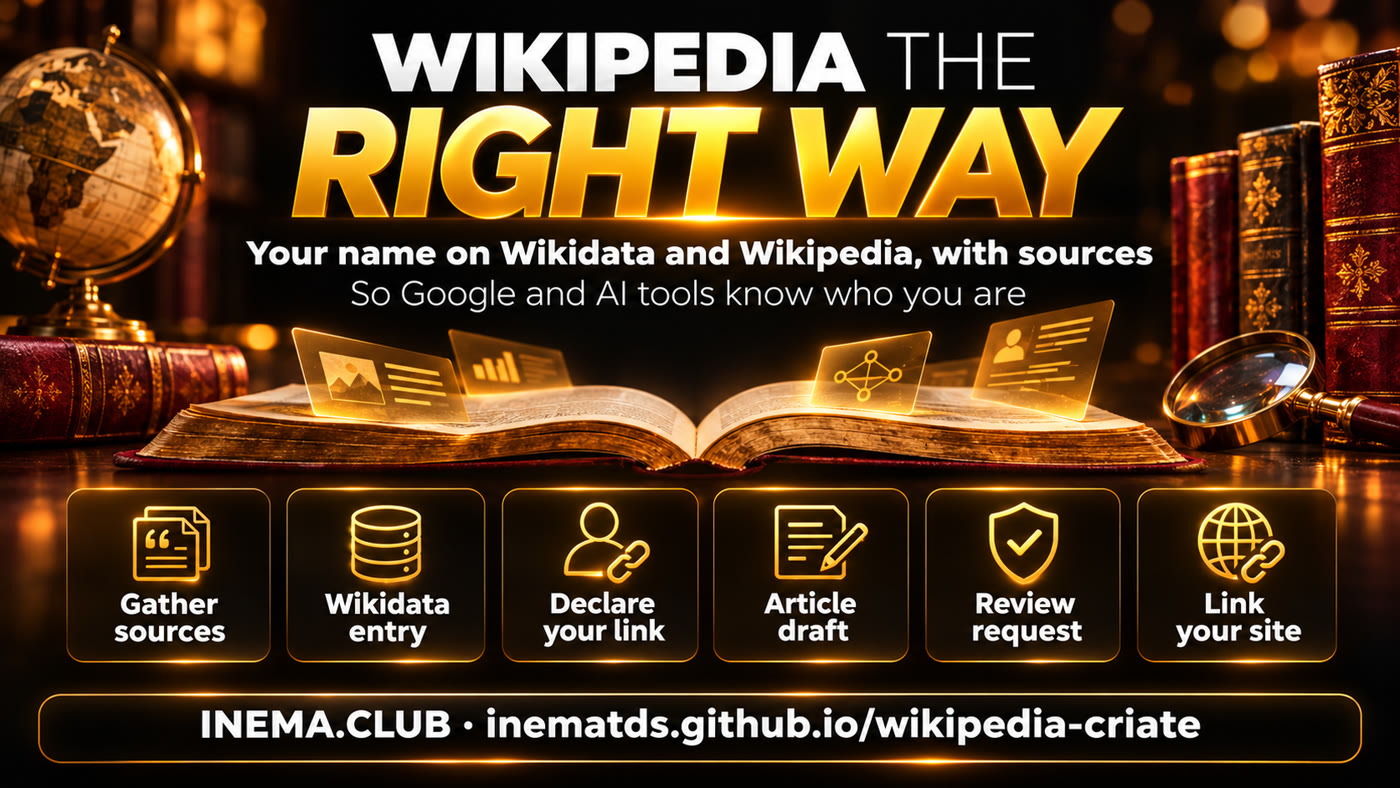 WIKIPEDIA THE
RIGHT WAY
Your name on Wikidata and Wikipedia, with sources
So Google and AI tools know who you are
Gather
sources
Wikidata
entry
Declare
your link
Article
draft
Review
request
Link
your site
INEMA.CLUB · inematds.github.io/wikipedia-criate